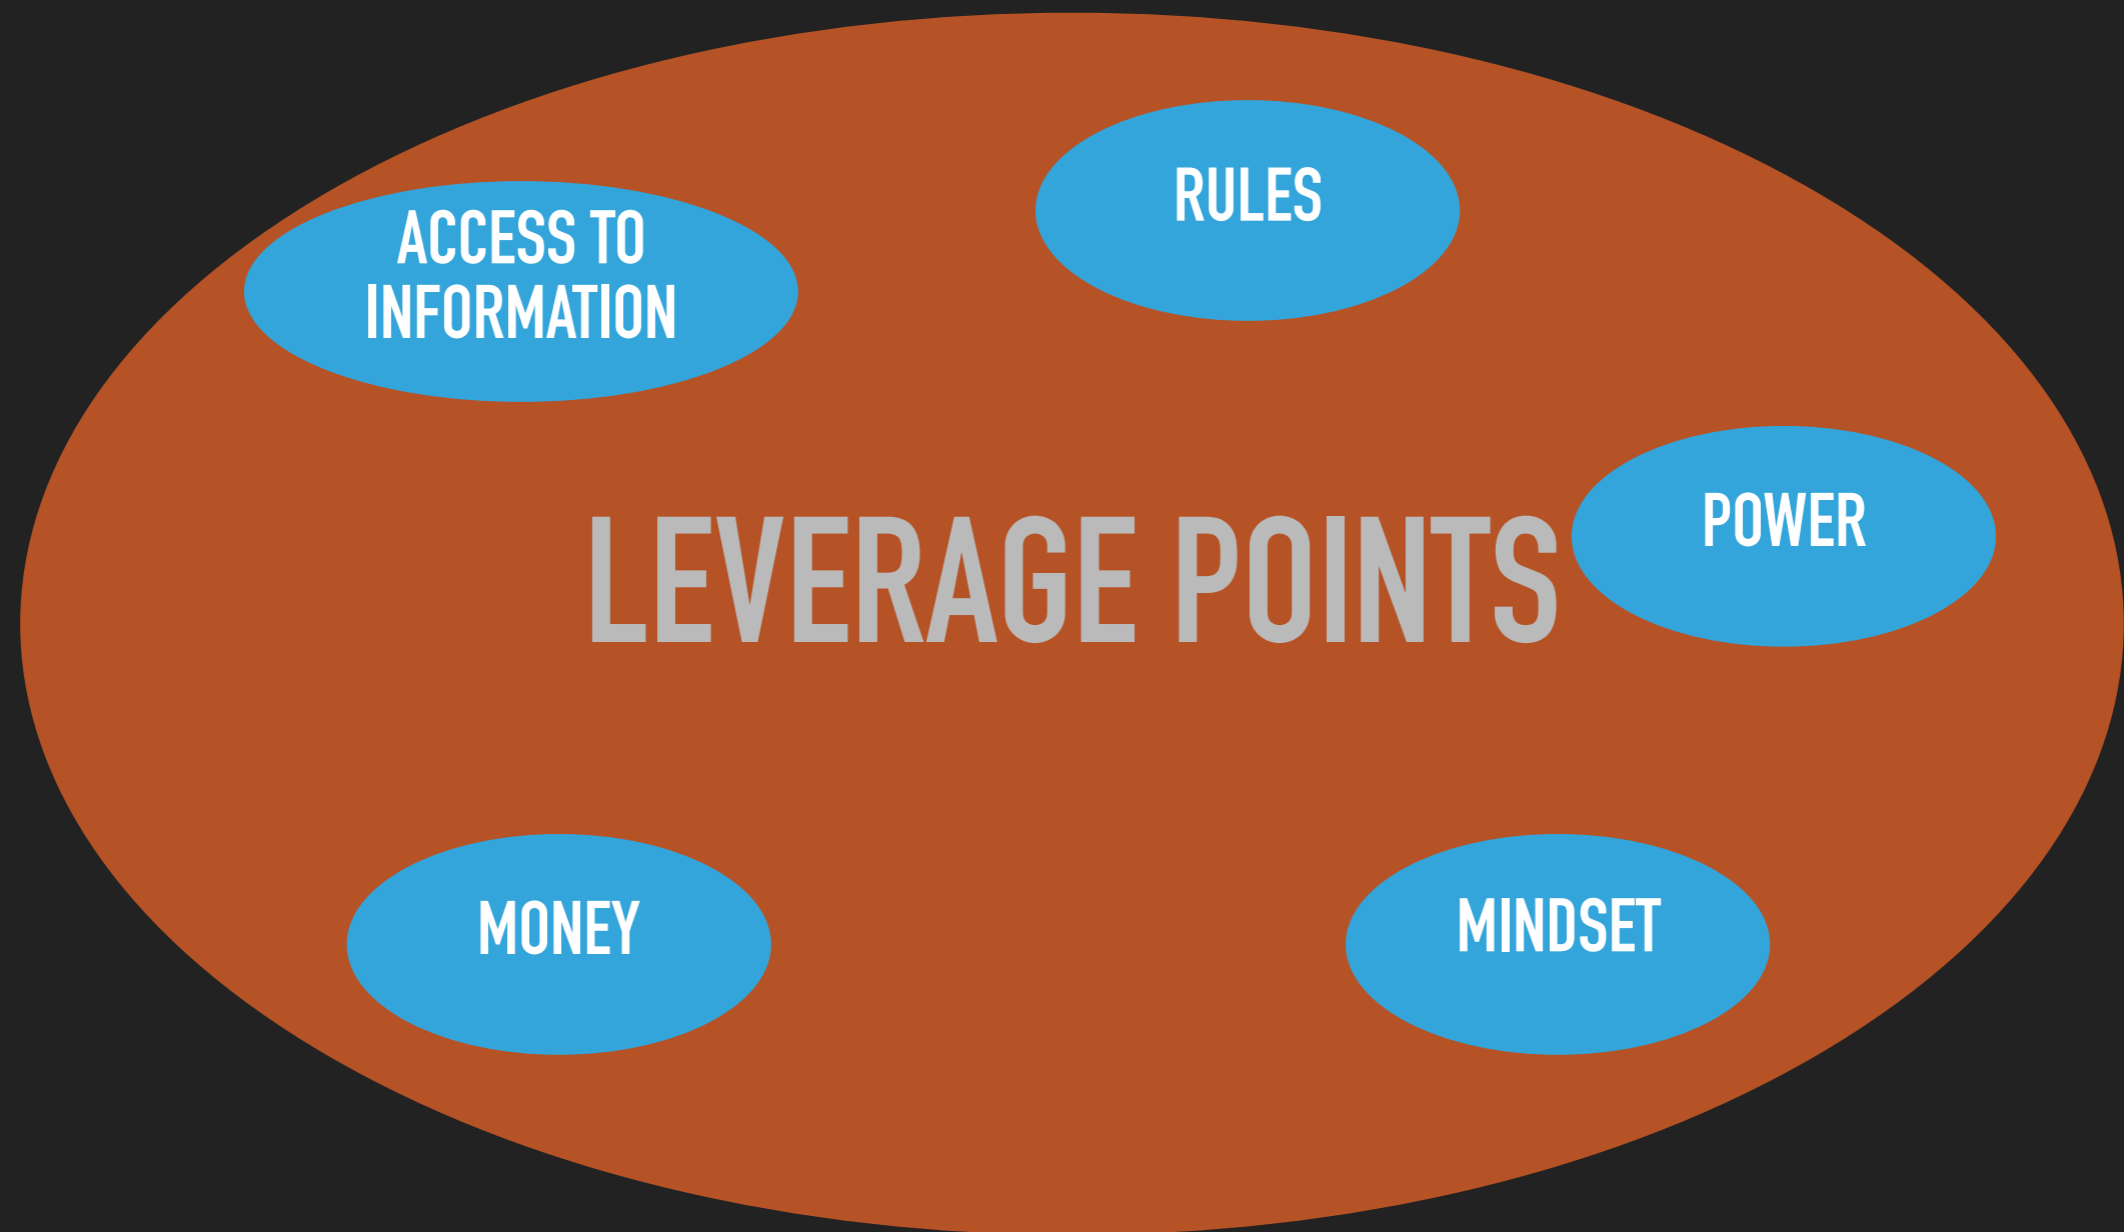 RULES
ACCESS TO
INFORMATION
POWER
LEVERAGE POINTS
MONEY
MINDSET